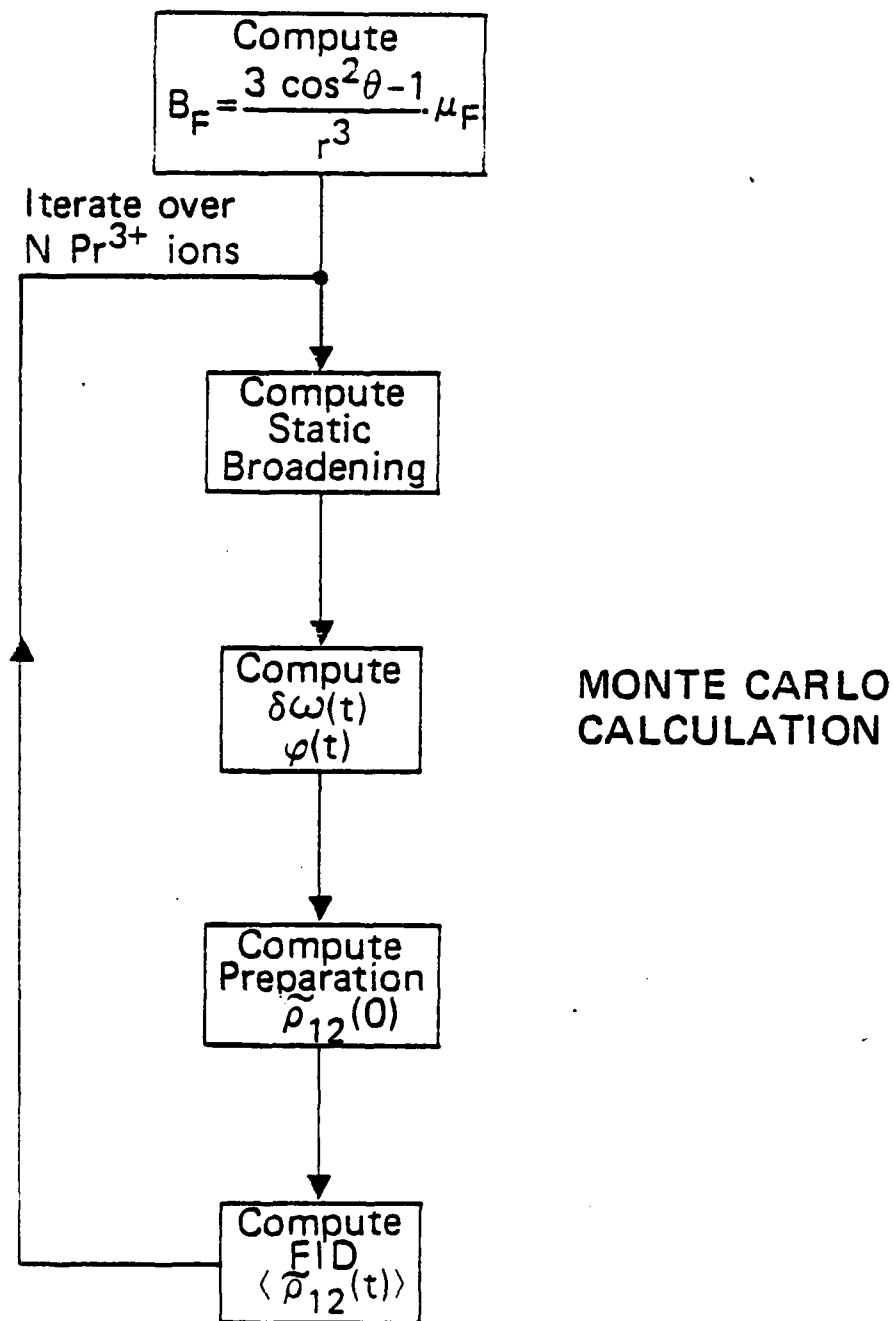 Compute
B_F = (3 cos²θ−1)/r³ · μ_F
Iterate over
N Pr³⁺ ions
Compute
Static
Broadening
Compute
δω(t)
φ(t)
MONTE CARLO
CALCULATION
Compute
Preparation
ρ̃₁₂(0)
Compute
FID
⟨ρ̃₁₂(t)⟩